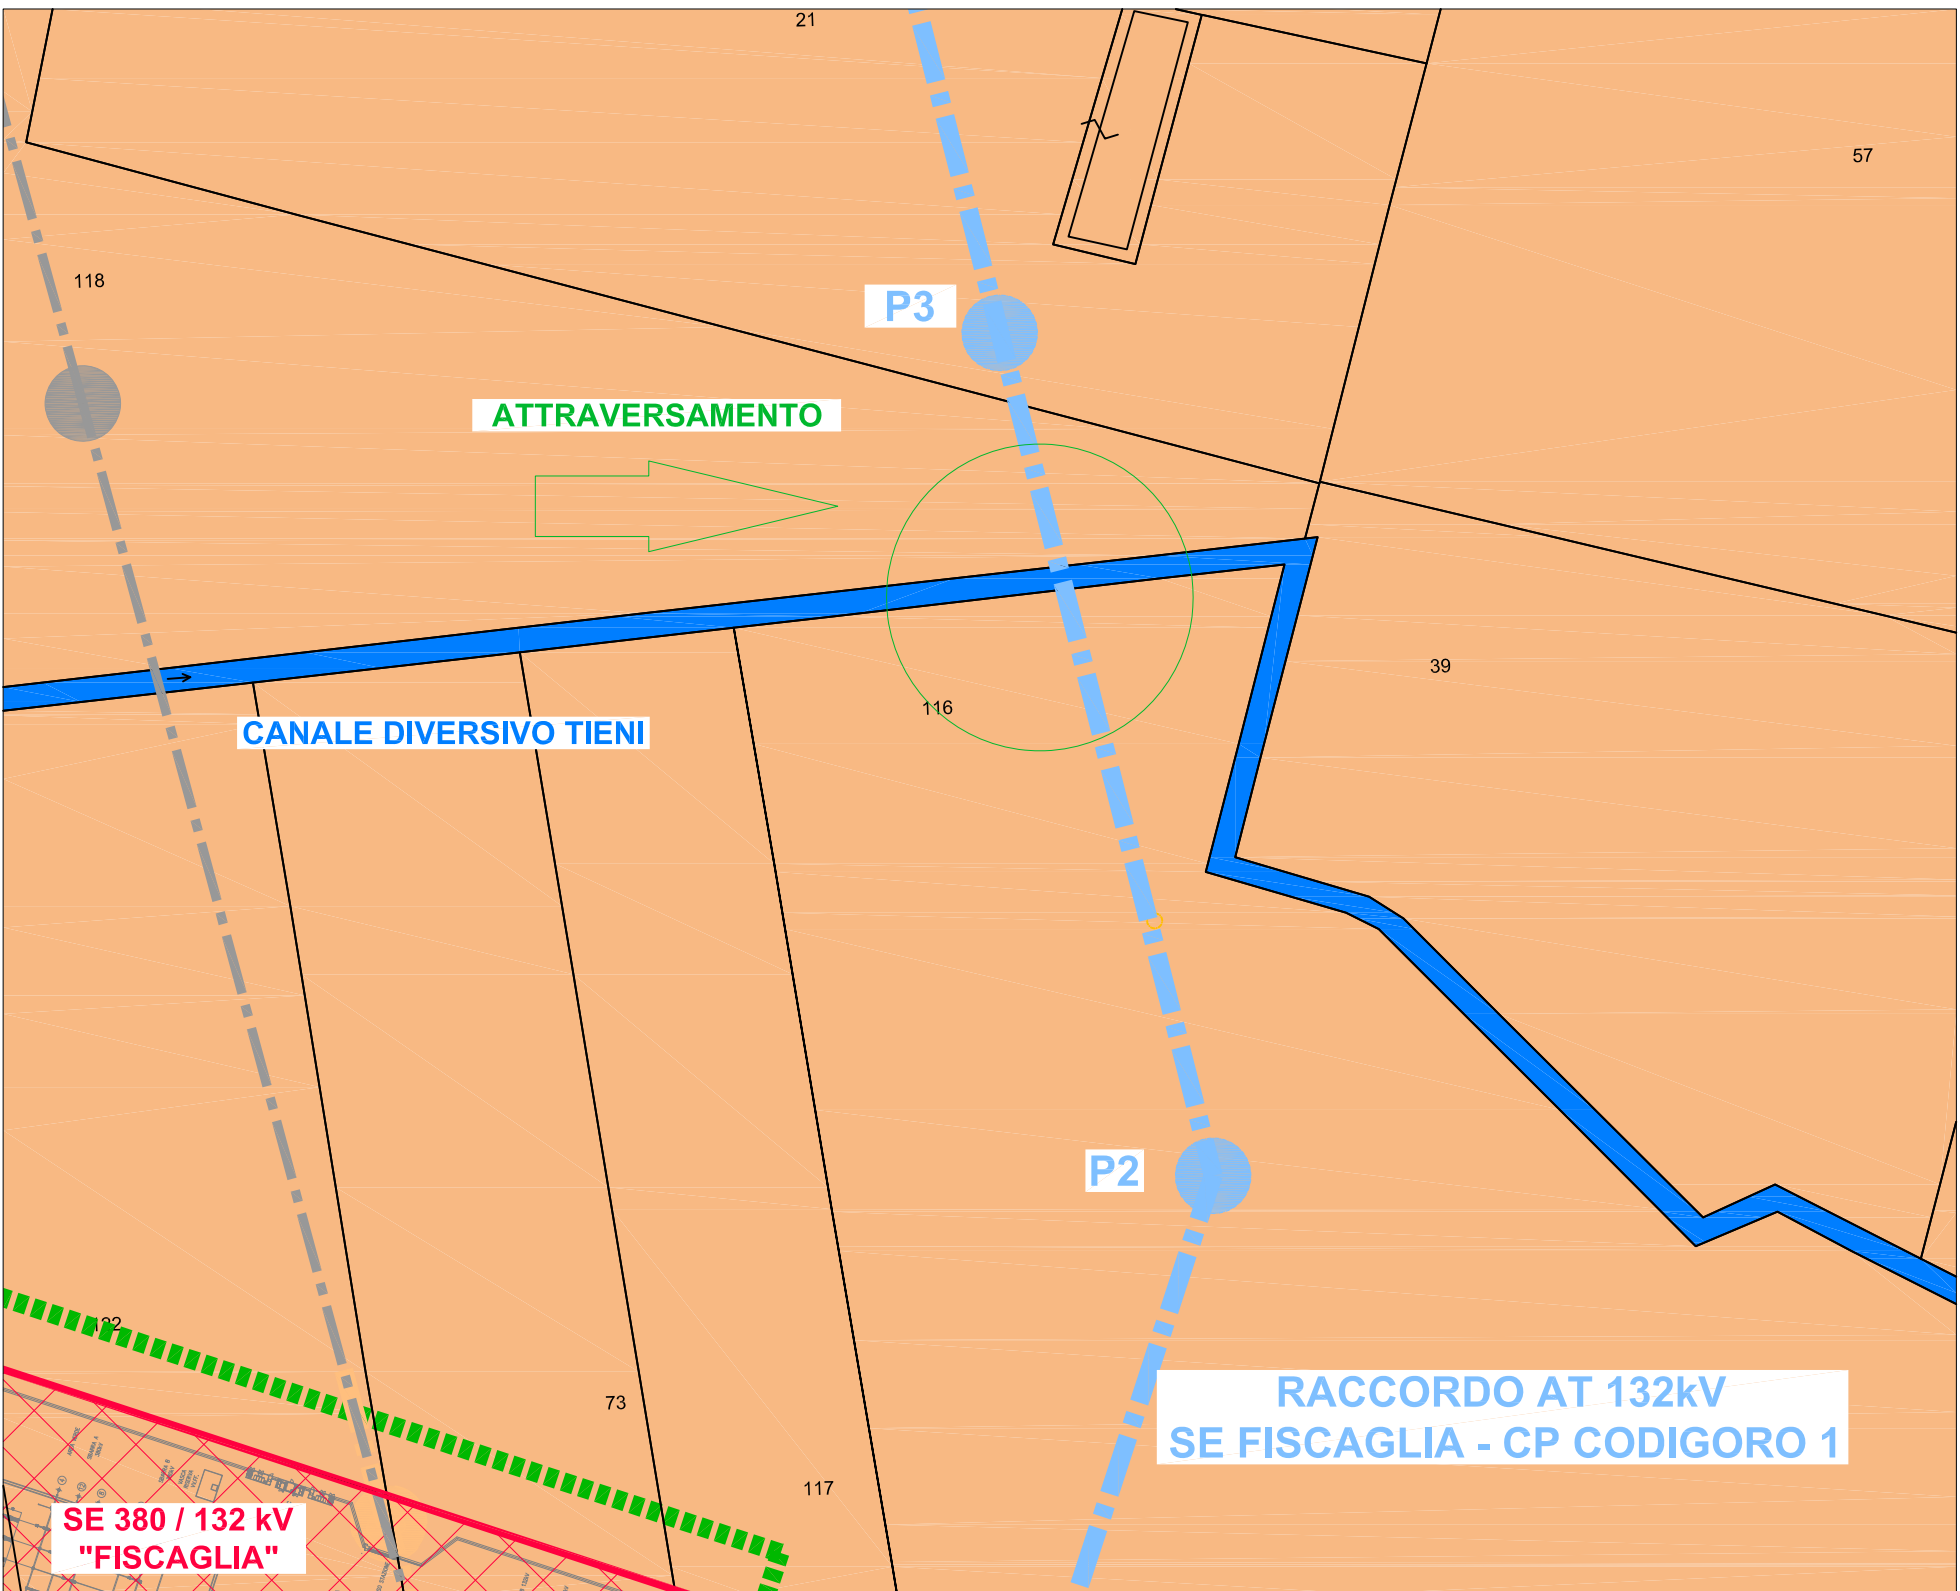 21
57
118
P3
ATTRAVERSAMENTO
39
116
CANALE DIVERSIVO TIENI
P2
122
73
RACCORDO AT 132kV
SE FISCAGLIA - CP CODIGORO 1
117
SE 380 / 132 kV
"FISCAGLIA"